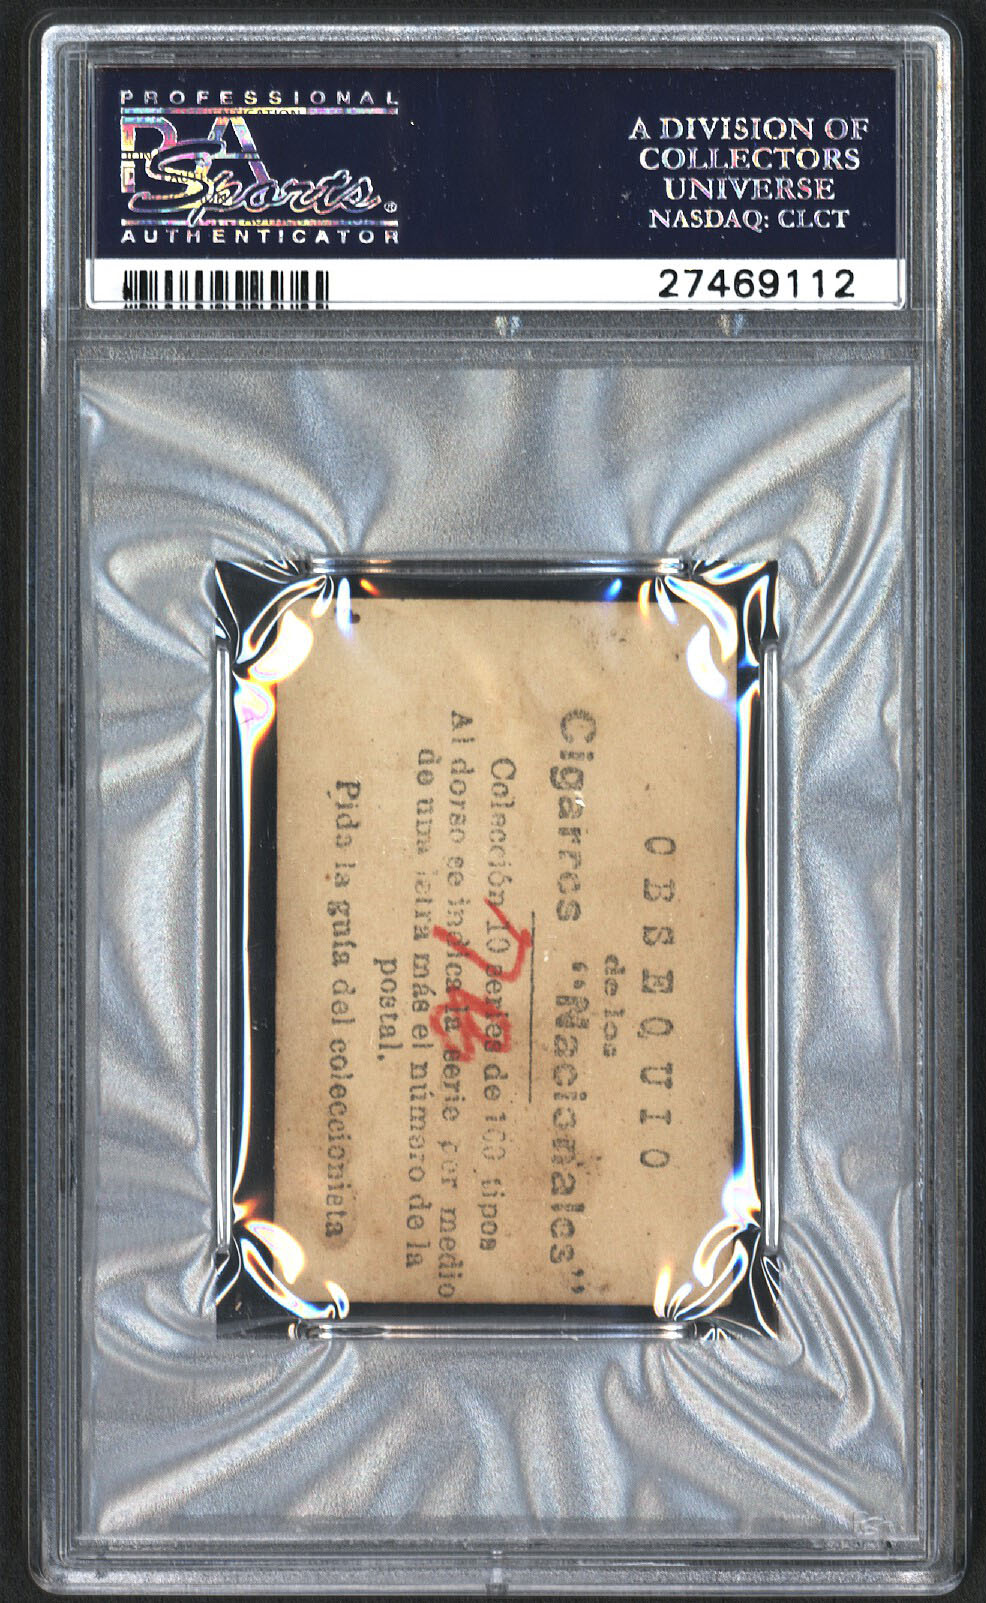 PROFESSIONAL
PSA
Sports®
AUTHENTICATOR
A DIVISION OF
COLLECTORS
UNIVERSE
NASDAQ: CLCT
27469112
OBSEQUIO
de los
Cigarros "Nacionales"
Colección 10 series de 100 tipos
Al dorso se indica la serie por medio
de una letra más el número de la
postal.
Pida la guía del coleccionista